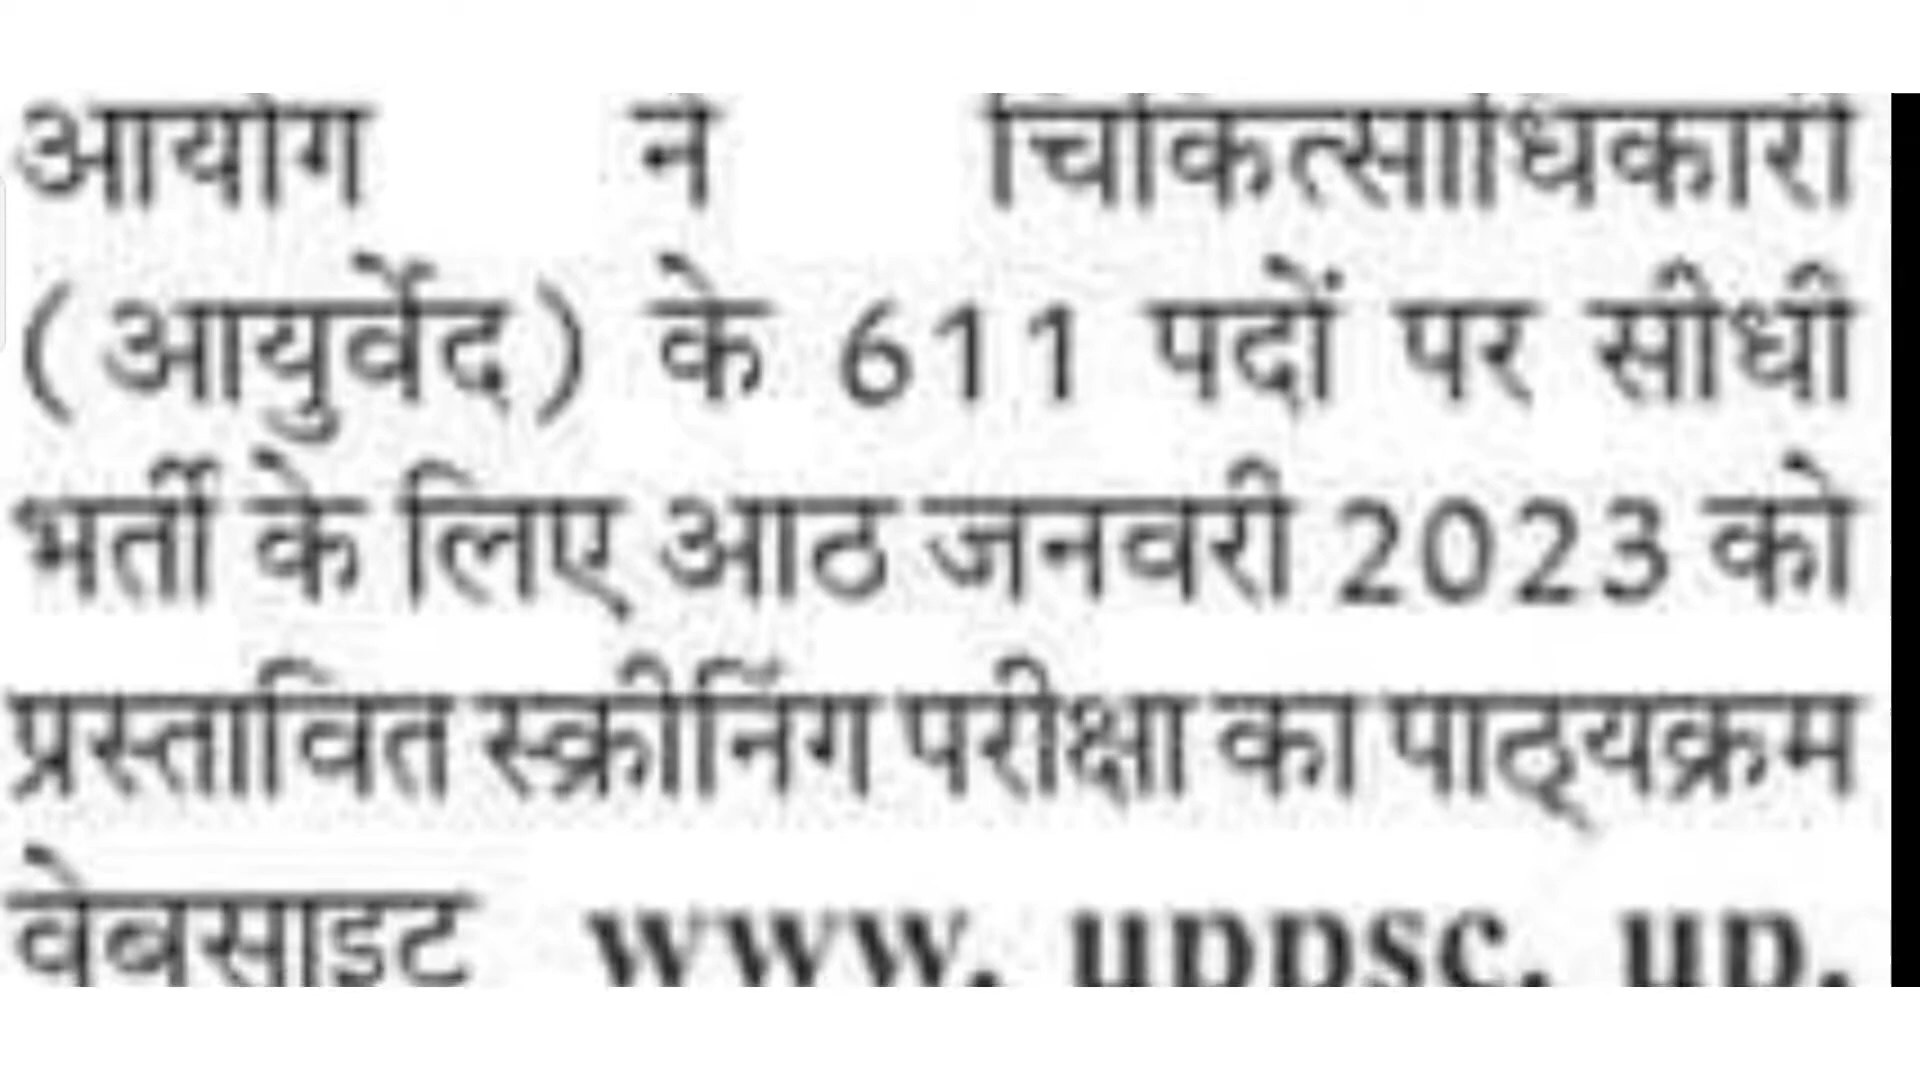 आयोग ने चिकित्साधिकारी
(आयुर्वेद) के 611 पदों पर सीधी
भर्ती के लिए आठ जनवरी 2023 को
प्रस्तावित स्क्रीनिंग परीक्षा का पाठ्यक्रम
वेबसाइट www. uppsc. up.